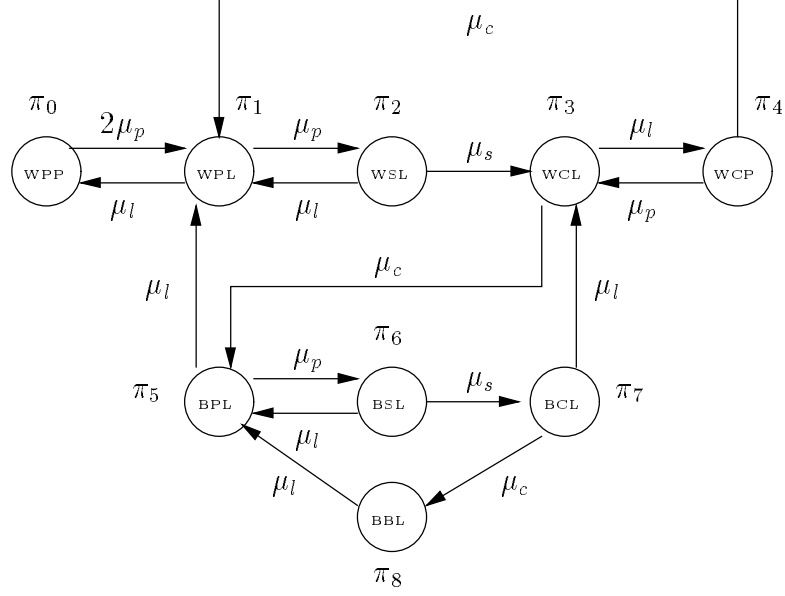 μc
π0 π1 π2 π3 π4
2μp μp μs μl
WPP WPL WSL WCL WCP
μl μl μp
μl μc μl
π6
μp μs
π5 BPL BSL BCL π7
μl
μl μc
BBL
π8